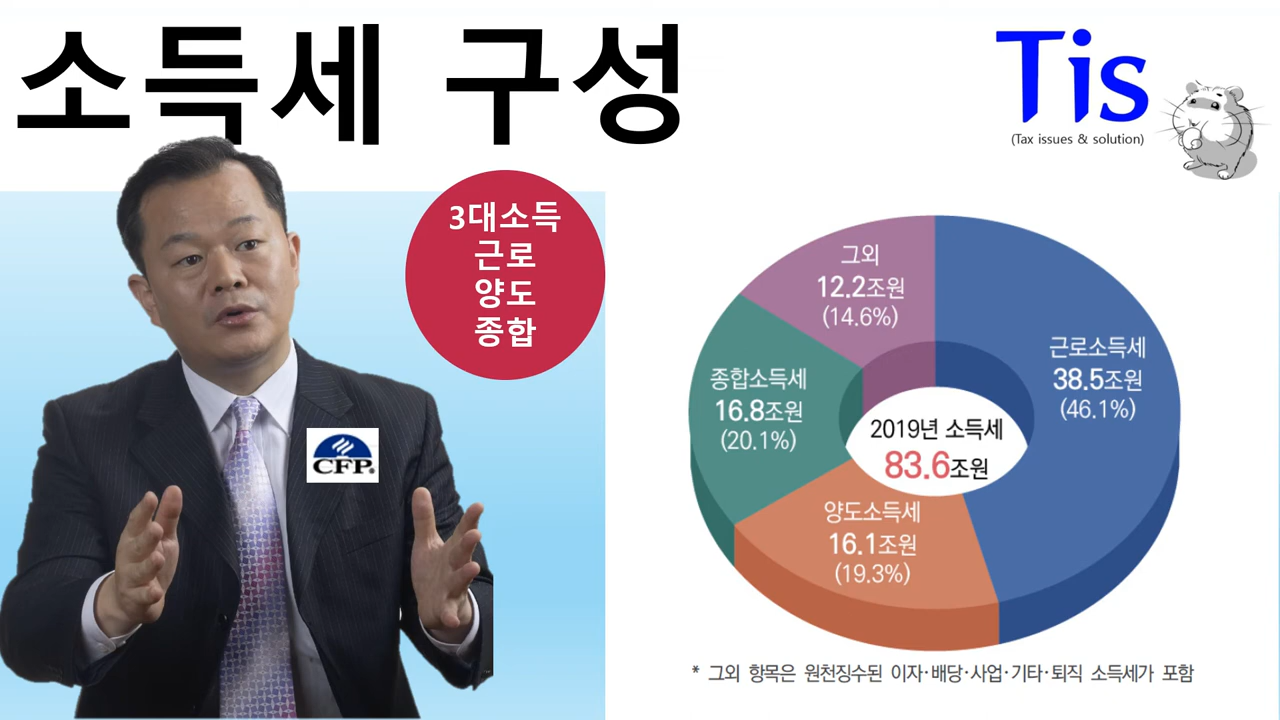 소득세 구성
Tis
(Tax issues & solution)
3대소득
근로
양도
종합
CFP®
그외
12.2조원
(14.6%)
근로소득세
38.5조원
(46.1%)
종합소득세
16.8조원
(20.1%)
2019년 소득세
83.6조원
양도소득세
16.1조원
(19.3%)
* 그외 항목은 원천징수된 이자·배당·사업·기타·퇴직 소득세가 포함